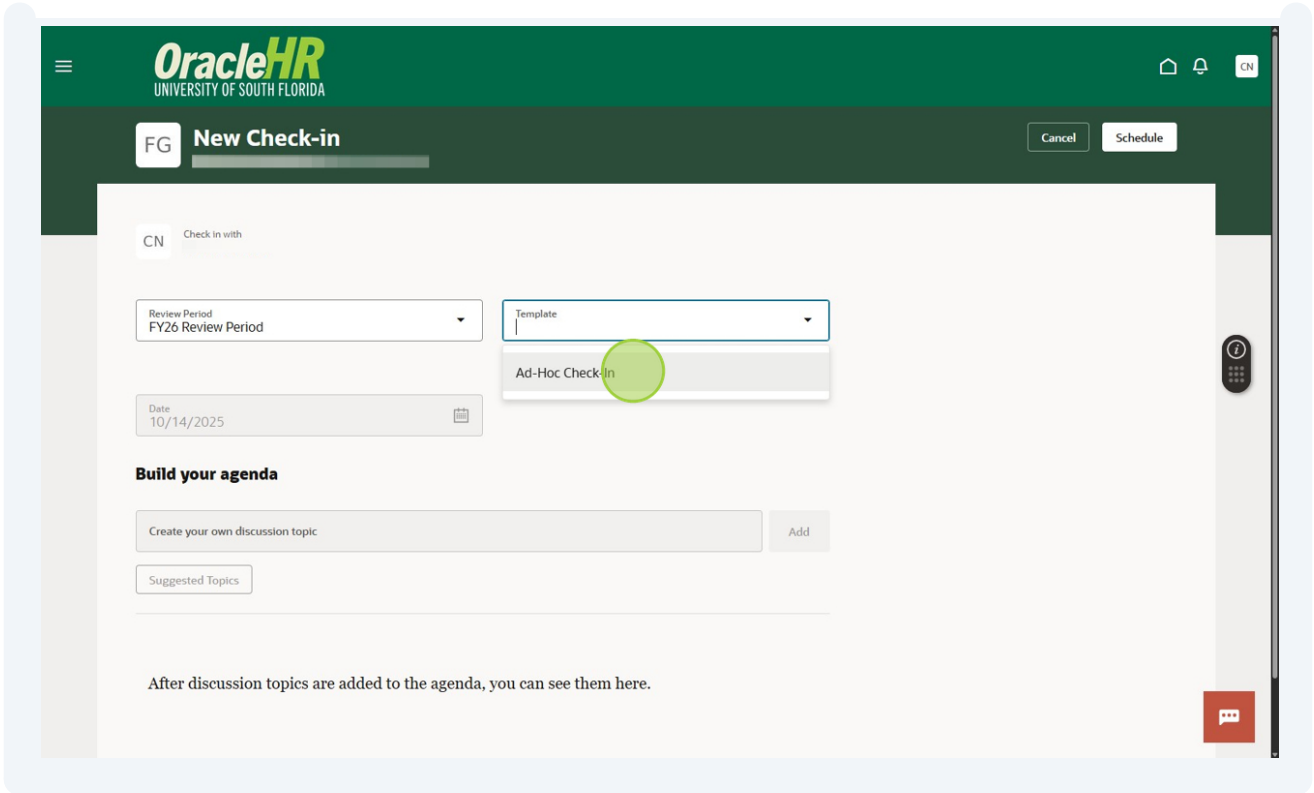 OracleHR
UNIVERSITY OF SOUTH FLORIDA
CN
FG
New Check-in
Cancel
Schedule
CN
Check in with
Review Period
FY26 Review Period
Template
Ad-Hoc Check-In
Date
10/14/2025
Build your agenda
Create your own discussion topic
Add
Suggested Topics
After discussion topics are added to the agenda, you can see them here.